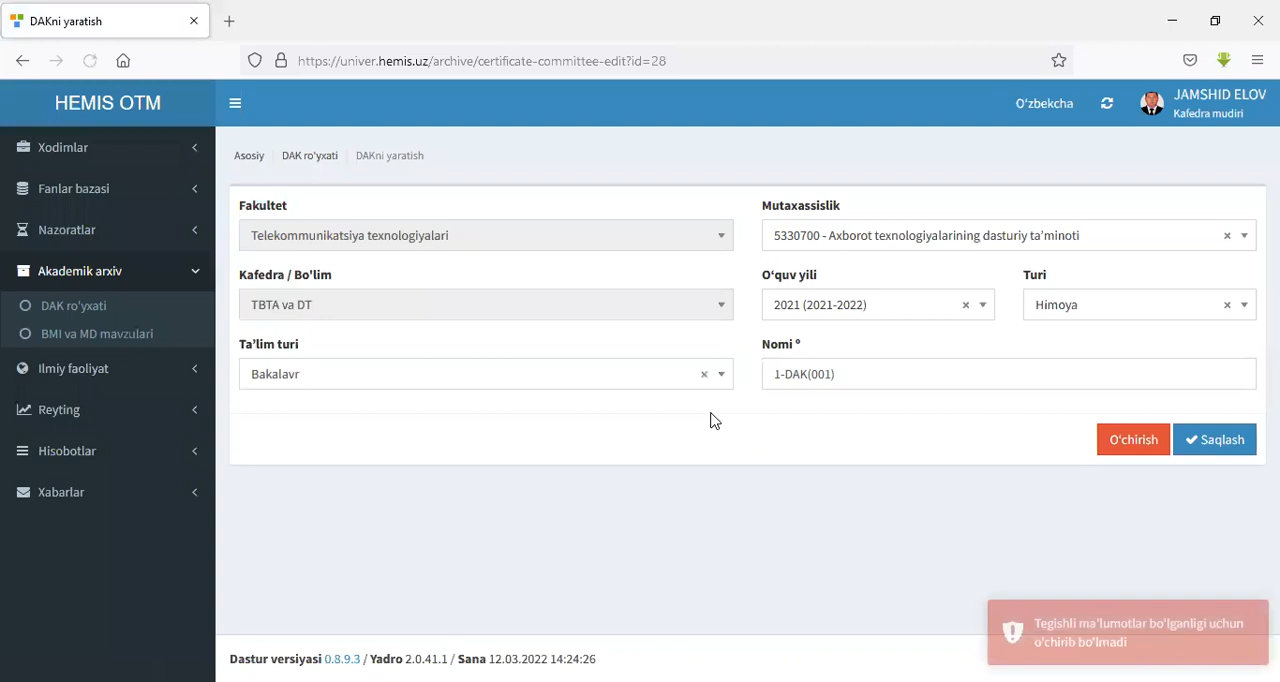 DAKni yaratish
https://univer.hemis.uz/archive/certificate-committee-edit?id=28
HEMIS OTM
O'zbekcha
JAMSHID ELOV
Kafedra mudiri
Xodimlar
Fanlar bazasi
Nazoratlar
Akademik arxiv
DAK ro'yxati
BMI va MD mavzulari
Ilmiy faoliyat
Reyting
Hisobotlar
Xabarlar
Asosiy DAK ro'yxati DAKni yaratish
Fakultet
Telekommunikatsiya texnologiyalari
Mutaxassislik
5330700 - Axborot texnologiyalarining dasturiy ta'minoti
Kafedra / Bo'lim
TBTA va DT
O'quv yili
2021 (2021-2022)
Turi
Himoya
Ta'lim turi
Bakalavr
Nomi º
1-DAK(001)
O'chirish
Saqlash
Tegishli ma'lumotlar bo'lganligi uchun
o'chirib bo'lmadi
Dastur versiyasi 0.8.9.3 / Yadro 2.0.41.1 / Sana 12.03.2022 14:24:26